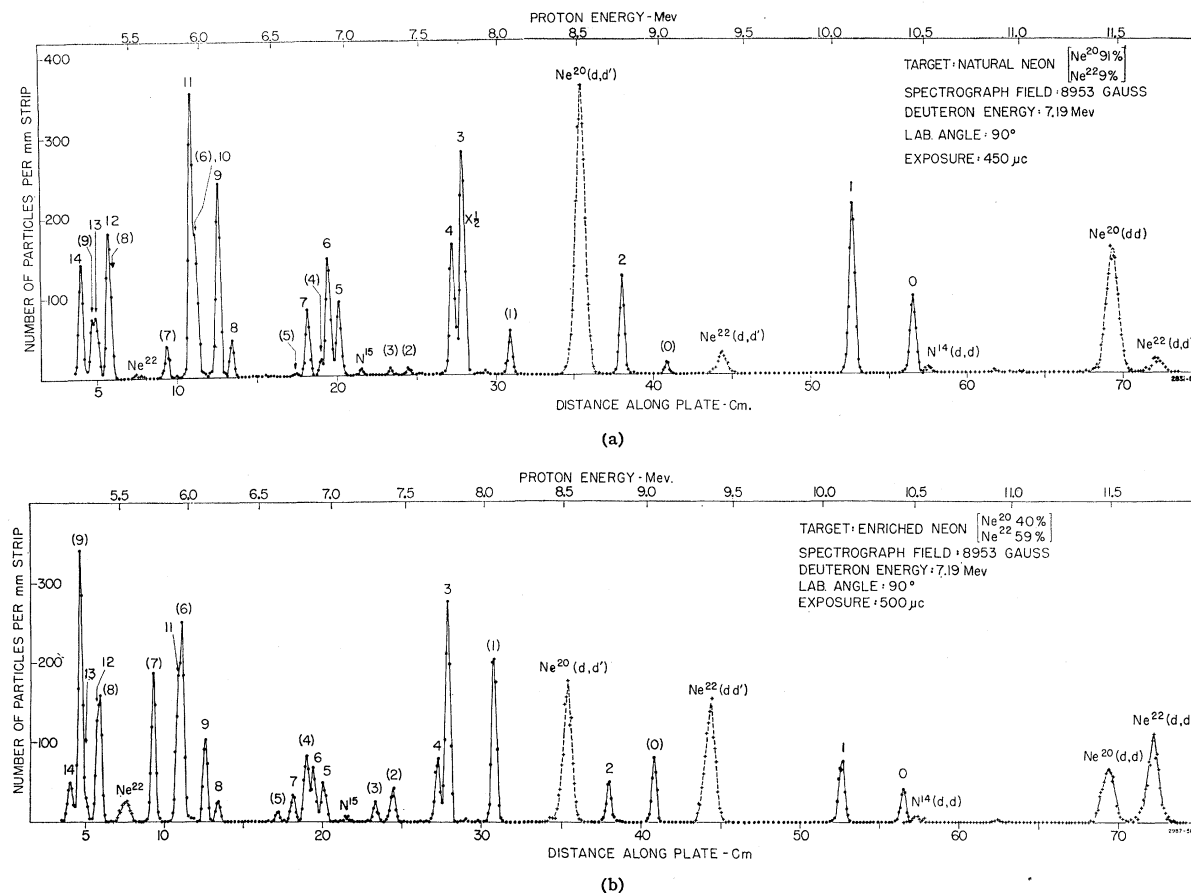 PROTON ENERGY - Mev
5.5 6.0 6.5 7.0 7.5 8.0 8.5 9.0 9.5 10.0 10.5 11.0 11.5
400
300
200
100
NUMBER OF PARTICLES PER mm STRIP
TARGET: NATURAL NEON [Ne20 91% Ne22 9%]
SPECTROGRAPH FIELD: 8953 GAUSS
DEUTERON ENERGY: 7.19 Mev
LAB. ANGLE: 90°
EXPOSURE: 450 μc
14 (9) 13 12 (8) Ne22 (7) 11 (6),10 9 8 (5) 7 (4) 6 5 N15 (3) (2) 4 3 X½ (1) Ne20(d,d') 2 (0) Ne22(d,d') 1 0 N14(d,d) Ne20(dd) Ne22(d,d)
5 10 20 30 40 50 60 70
DISTANCE ALONG PLATE - Cm.
(a)
PROTON ENERGY - Mev.
5.5 6.0 6.5 7.0 7.5 8.0 8.5 9.0 9.5 10.0 10.5 11.0 11.5
300
200
100
NUMBER OF PARTICLES PER mm STRIP
TARGET: ENRICHED NEON [Ne20 40% Ne22 59%]
SPECTROGRAPH FIELD: 8953 GAUSS
DEUTERON ENERGY: 7.19 Mev
LAB. ANGLE: 90°
EXPOSURE: 500 μc
14 (9) 13 12 (8) Ne22 (7) 11 (6) 9 8 (5) 7 (4) 6 5 N15 (3) (2) 4 3 (1) Ne20(d,d') 2 (0) Ne22(dd') 1 0 N14(d,d) Ne20(d,d) Ne22(d,d
5 10 20 30 40 50 60 70
DISTANCE ALONG PLATE - Cm
(b)